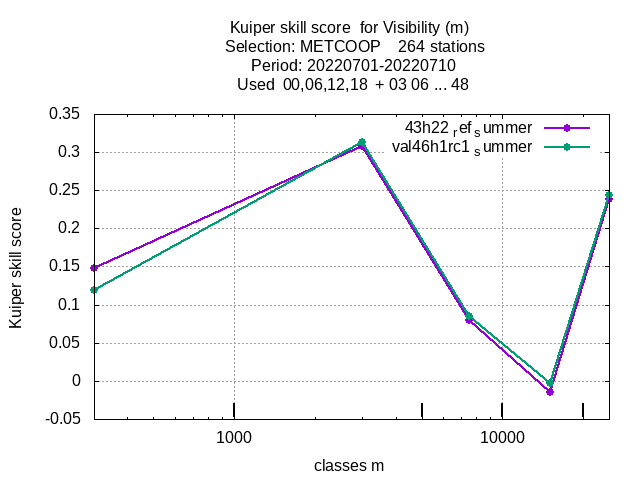 Kuiper skill score  for Visibility (m)
Selection: METCOOP    264 stations
Period: 20220701-20220710
Used  00,06,12,18  + 03 06 ... 48
0.35
0.3
0.25
0.2
0.15
0.1
0.05
0
-0.05
Kuiper skill score
43h22 ref summer
val46h1rc1 summer
1000
10000
classes m